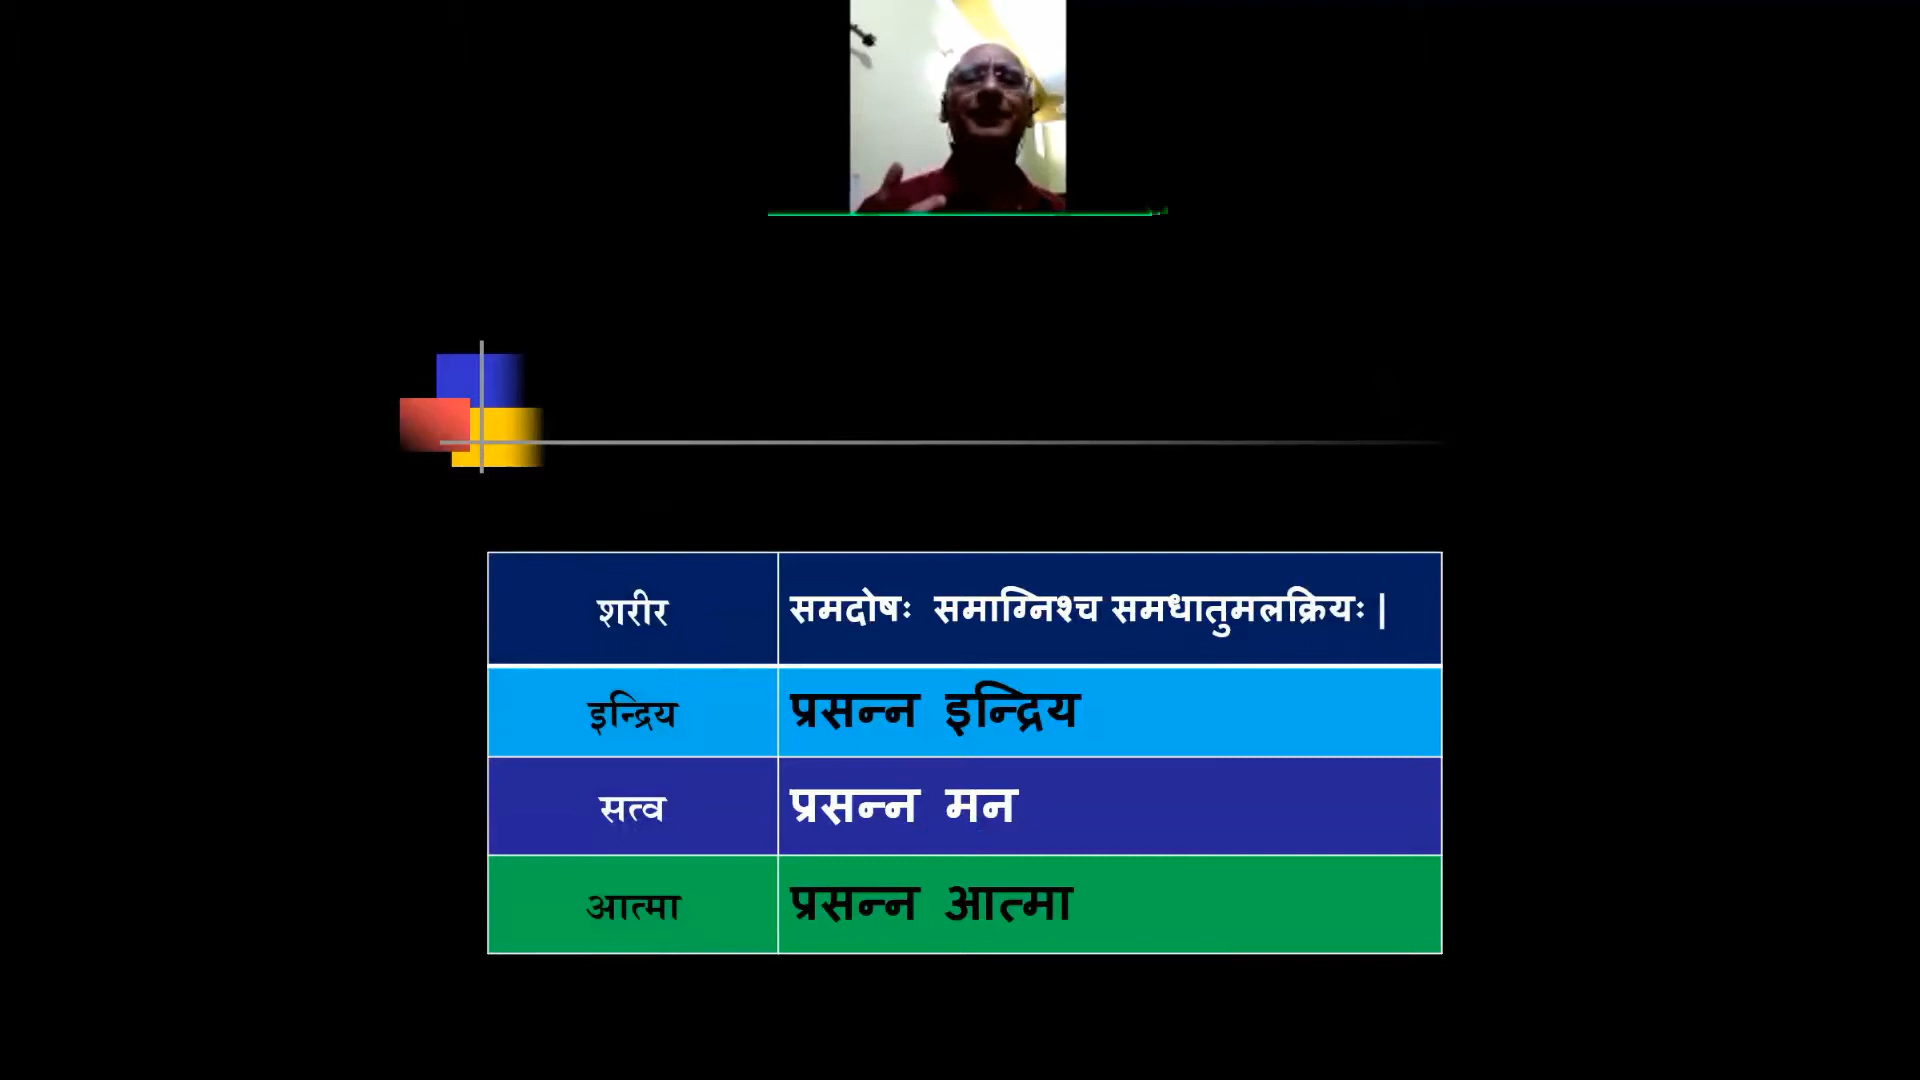 शरीर समदोषः समाग्निश्च समधातुमलक्रियः |
इन्द्रिय प्रसन्न इन्द्रिय
सत्व प्रसन्न मन
आत्मा प्रसन्न आत्मा